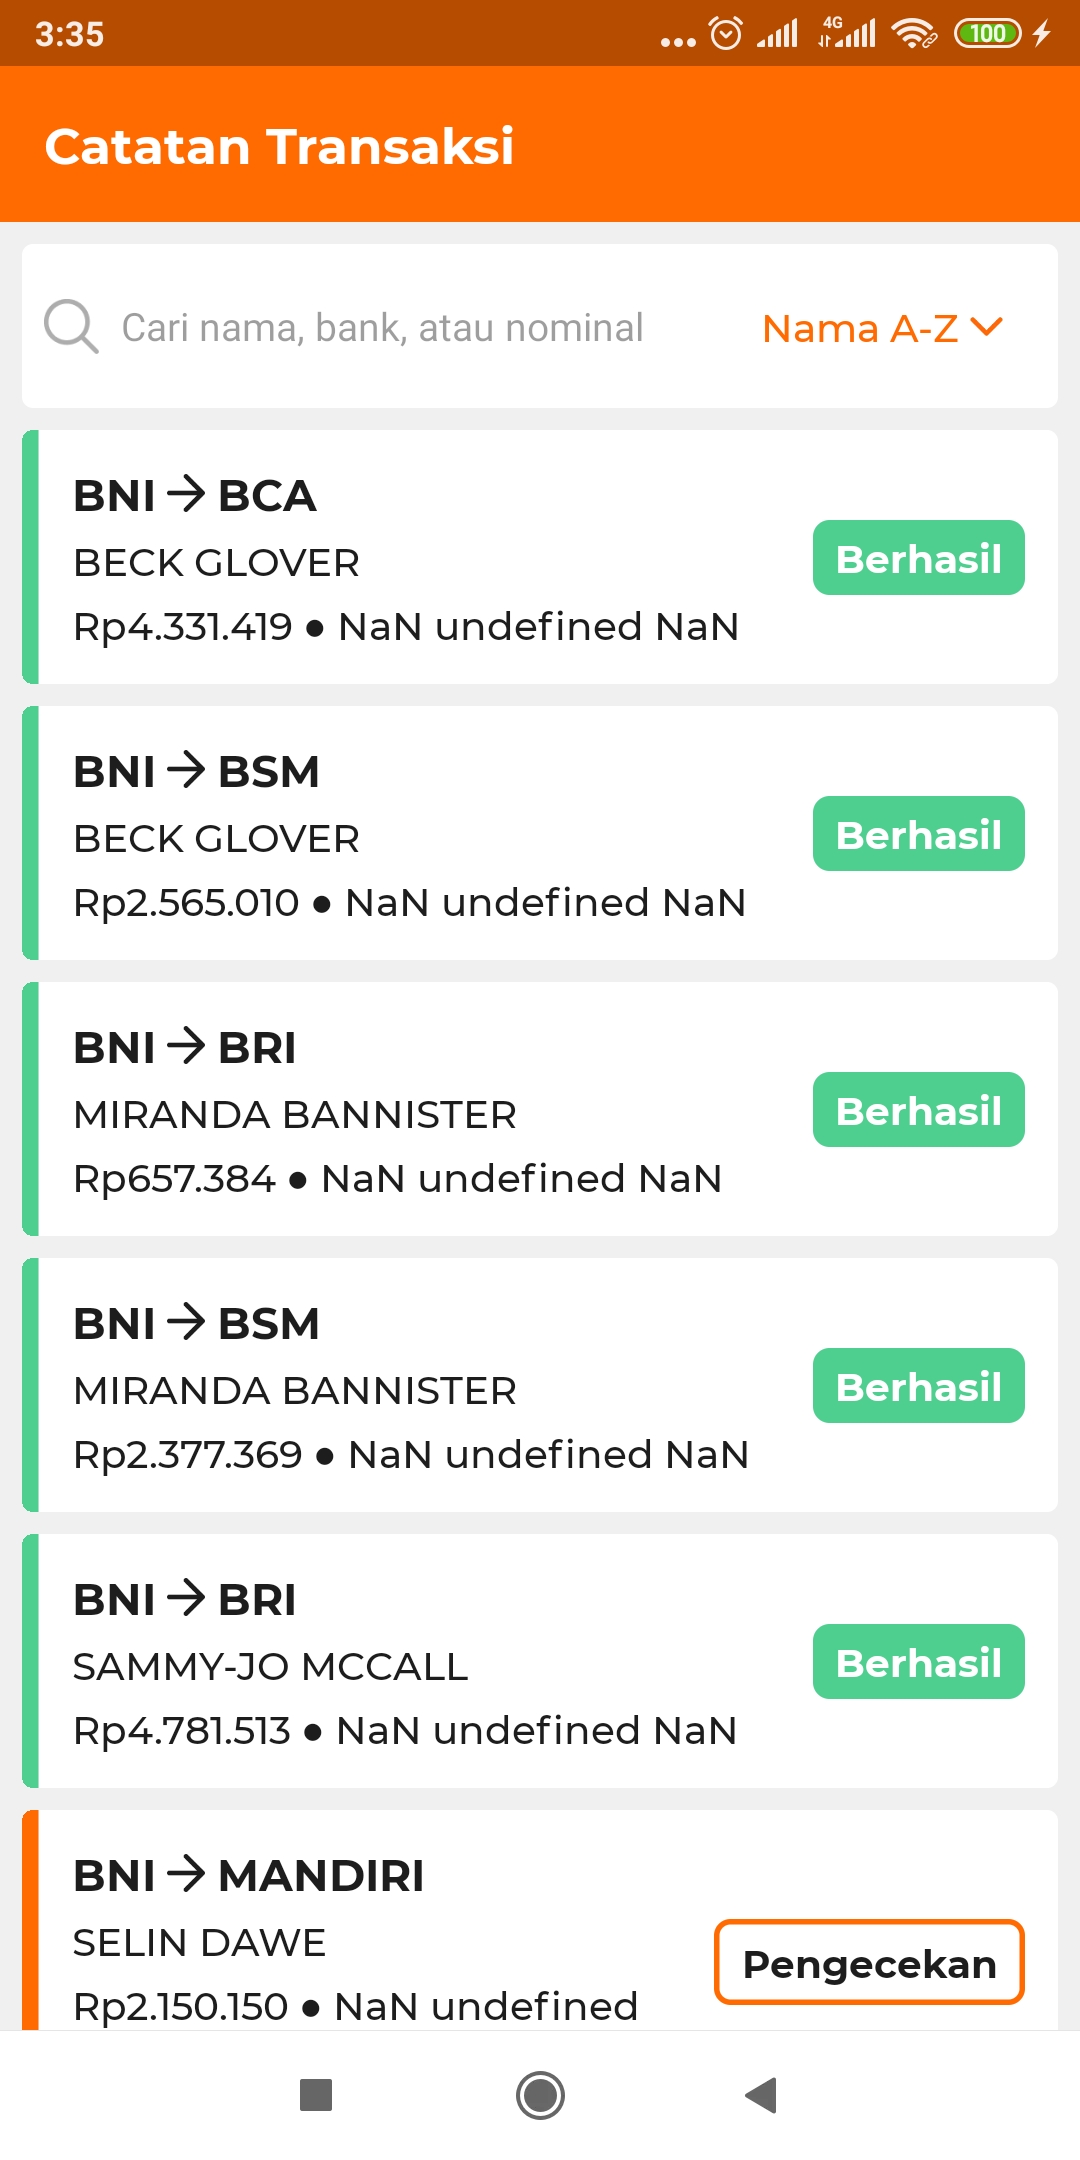 3:35
4G
100
Catatan Transaksi
Cari nama, bank, atau nominal
Nama A-Z
BNI → BCA
BECK GLOVER
Berhasil
Rp4.331.419 ● NaN undefined NaN
BNI → BSM
BECK GLOVER
Berhasil
Rp2.565.010 ● NaN undefined NaN
BNI → BRI
MIRANDA BANNISTER
Berhasil
Rp657.384 ● NaN undefined NaN
BNI → BSM
MIRANDA BANNISTER
Berhasil
Rp2.377.369 ● NaN undefined NaN
BNI → BRI
SAMMY-JO MCCALL
Berhasil
Rp4.781.513 ● NaN undefined NaN
BNI → MANDIRI
SELIN DAWE
Pengecekan
Rp2.150.150 ● NaN undefined